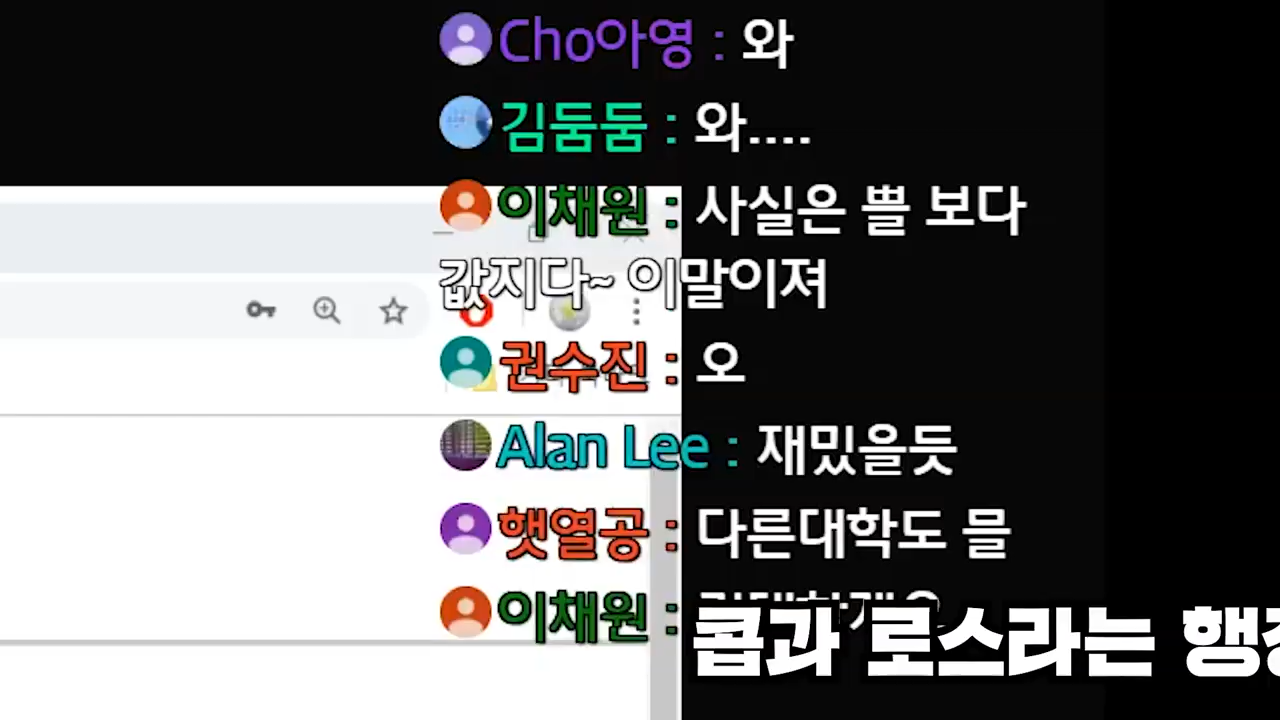 Cho아영 : 와
김둠둠 : 와....
이채원 : 사실은 쁠 보다
값지다~ 이말이져
권수진 : 오
Alan Lee : 재밌을듯
햇열공 : 다른대학도 믈
이채원 :
콥과 로스라는